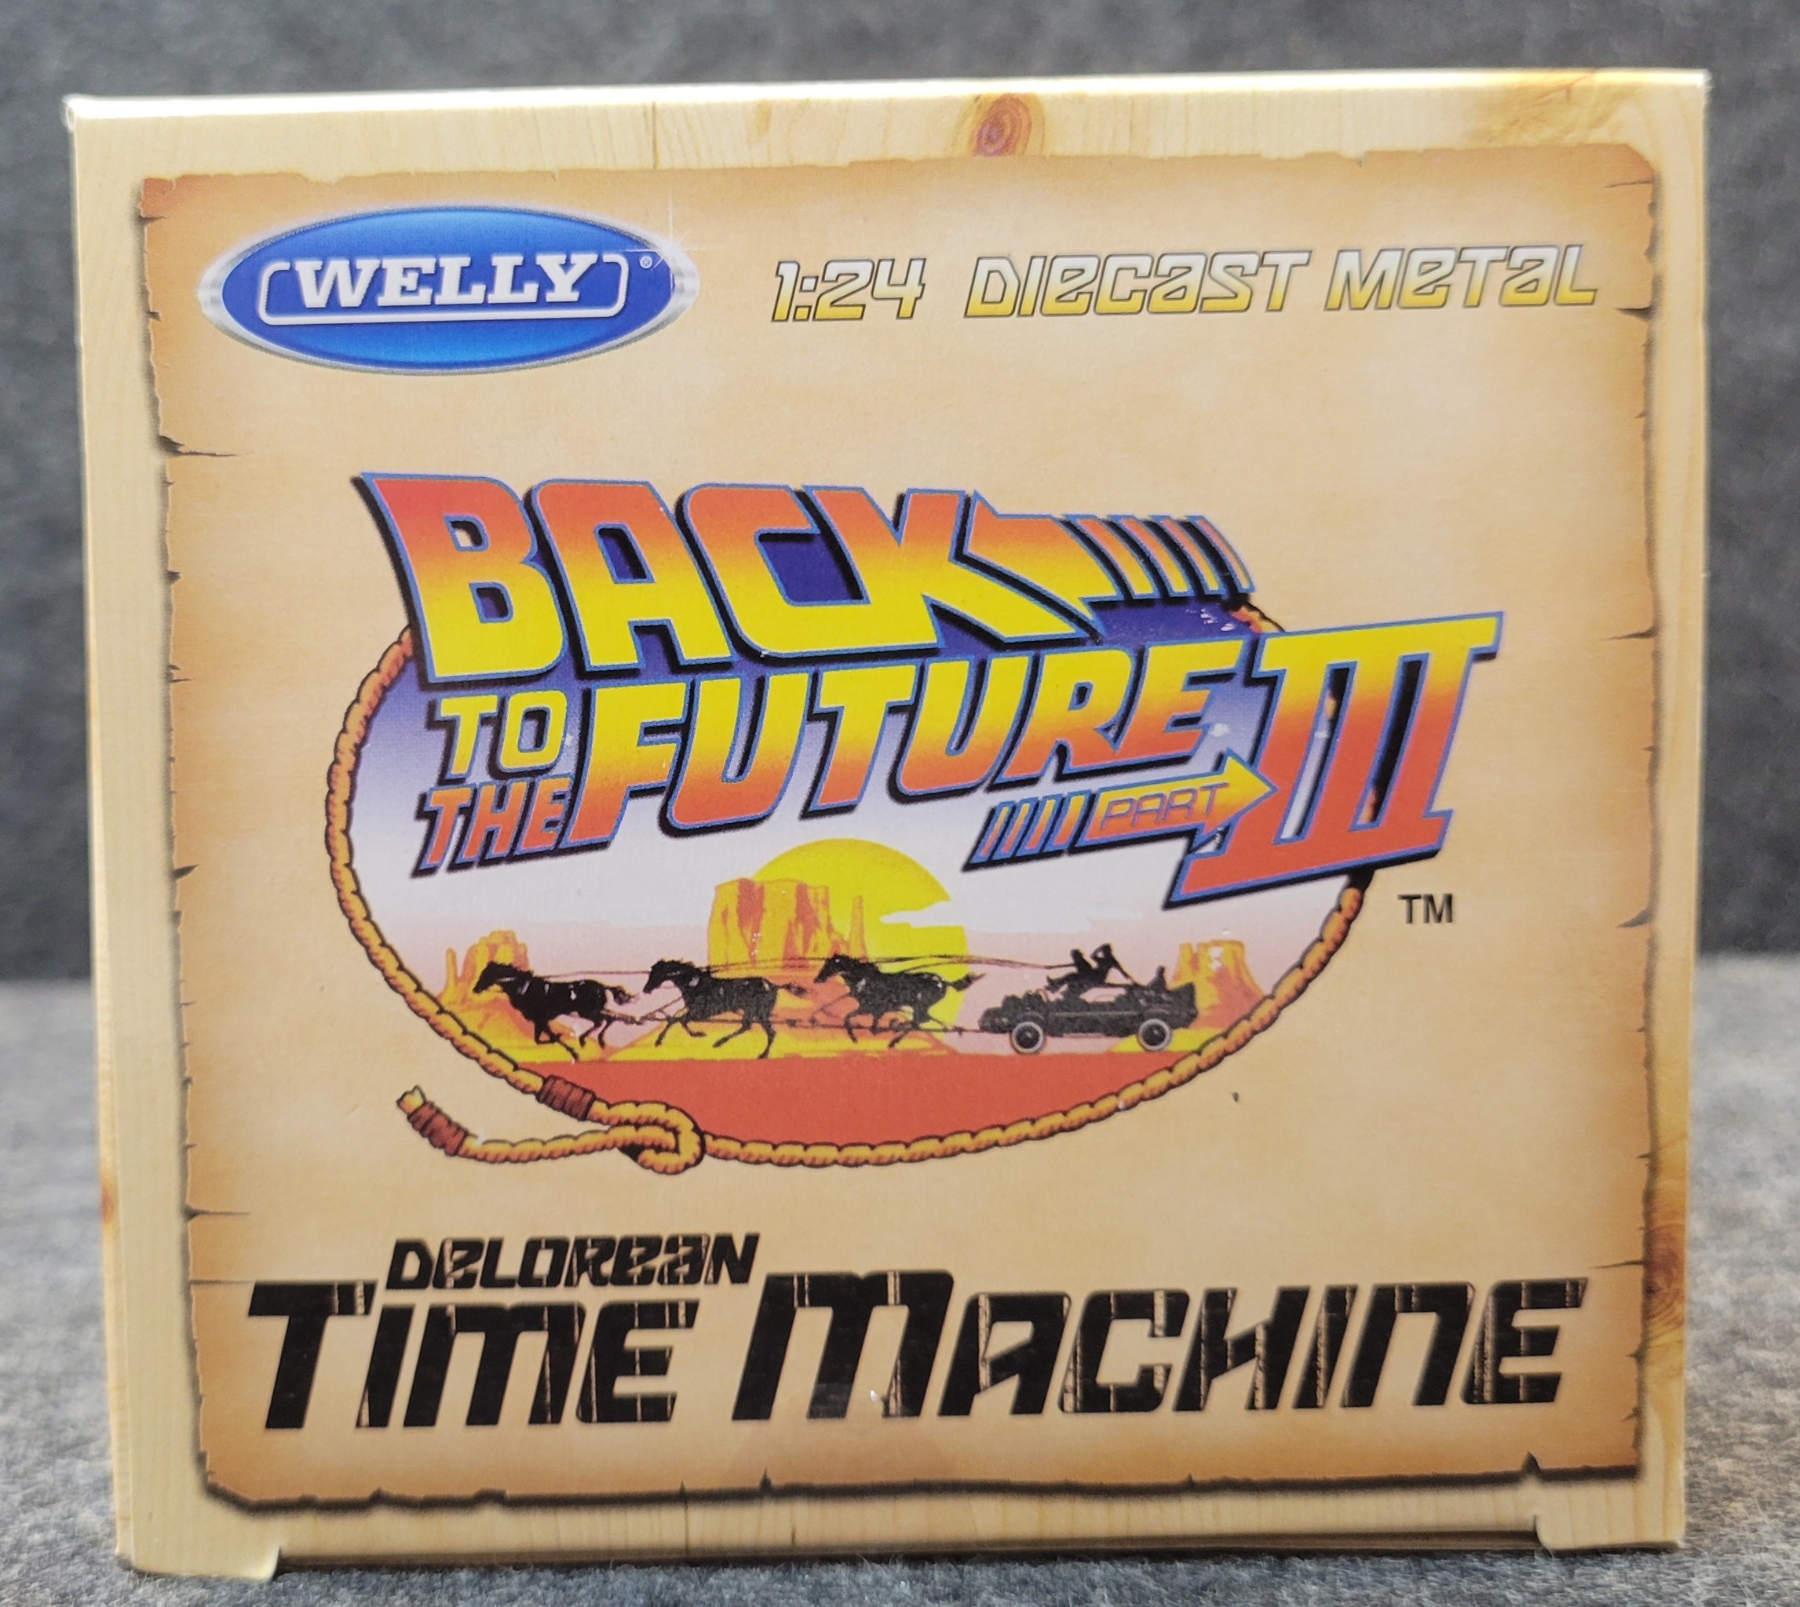 WELLY®
1:24 DIECAST METAL
BACK
TO THE FUTURE
PART III
TM
DELOREAN
TIME MACHINE